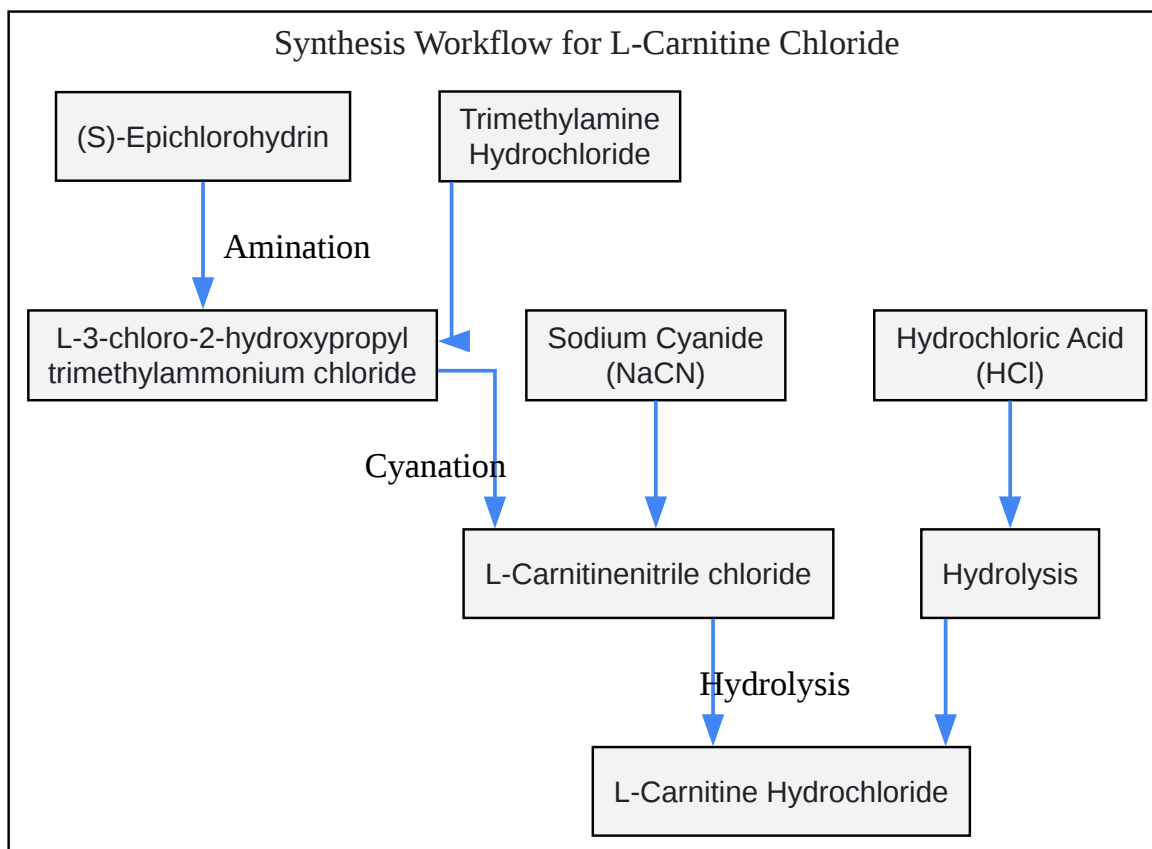 Synthesis Workflow for L-Carnitine Chloride
(S)-Epichlorohydrin
Trimethylamine
Hydrochloride
Amination
L-3-chloro-2-hydroxypropyl
trimethylammonium chloride
Sodium Cyanide
(NaCN)
Hydrochloric Acid
(HCl)
Cyanation
L-Carnitinenitrile chloride
Hydrolysis
Hydrolysis
L-Carnitine Hydrochloride